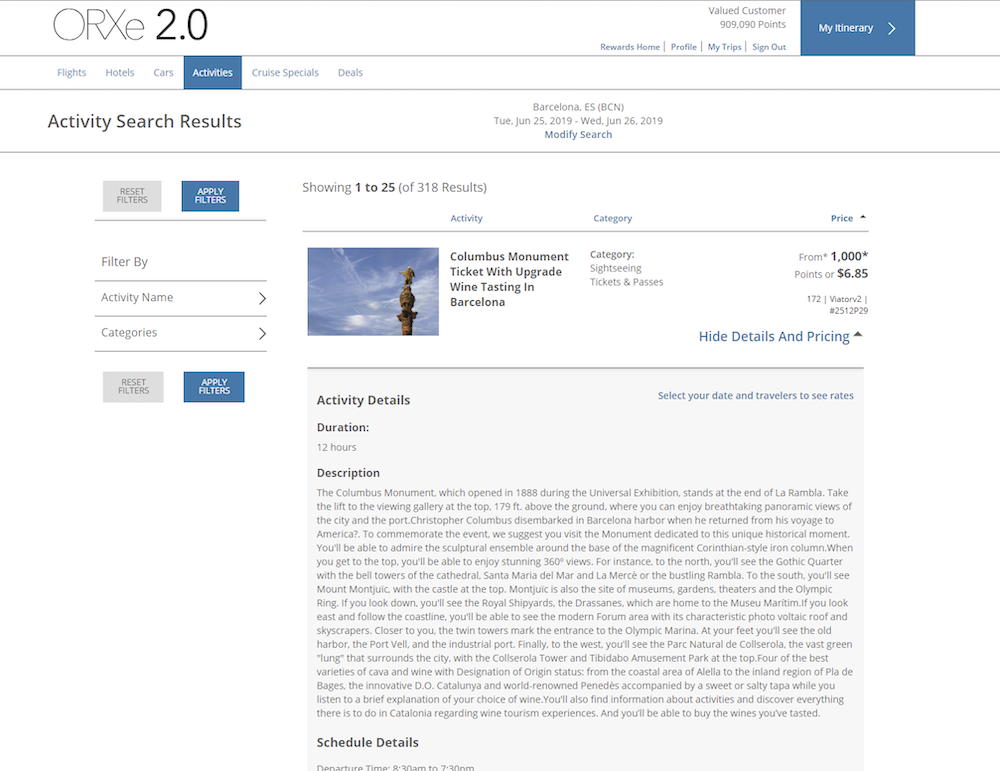 ORXe 2.0
Valued Customer
909,090 Points
Rewards Home | Profile | My Trips | Sign Out
My Itinerary
Flights Hotels Cars Activities Cruise Specials Deals
Activity Search Results
Barcelona, ES (BCN)
Tue, Jun 25, 2019 - Wed, Jun 26, 2019
Modify Search
RESET FILTERS
APPLY FILTERS
Filter By
Activity Name
Categories
RESET FILTERS
APPLY FILTERS
Showing 1 to 25 (of 318 Results)
Activity Category Price
Columbus Monument
Ticket With Upgrade
Wine Tasting In
Barcelona
Category:
Sightseeing
Tickets & Passes
From* 1,000*
Points or $6.85
172 | Viatorv2 |
#2512P29
Hide Details And Pricing
Activity Details
Select your date and travelers to see rates
Duration:
12 hours
Description
The Columbus Monument, which opened in 1888 during the Universal Exhibition, stands at the end of La Rambla. Take
the lift to the viewing gallery at the top, 179 ft. above the ground, where you can enjoy breathtaking panoramic views of
the city and the port.Christopher Columbus disembarked in Barcelona harbor when he returned from his voyage to
America?. To commemorate the event, we suggest you visit the Monument dedicated to this unique historical moment.
You'll be able to admire the sculptural ensemble around the base of the magnificent Corinthian-style iron column.When
you get to the top, you'll be able to enjoy stunning 360º views. For instance, to the north, you'll see the Gothic Quarter
with the bell towers of the cathedral, Santa Maria del Mar and La Mercè or the bustling Rambla. To the south, you'll see
Mount Montjuïc, with the castle at the top. Montjuïc is also the site of museums, gardens, theaters and the Olympic
Ring. If you look down, you'll see the Royal Shipyards, the Drassanes, which are home to the Museu Marítim.If you look
east and follow the coastline, you'll be able to see the modern Forum area with its characteristic photo voltaic roof and
skyscrapers. Closer to you, the twin towers mark the entrance to the Olympic Marina. At your feet you'll see the old
harbor, the Port Vell, and the industrial port. Finally, to the west, you'll see the Parc Natural de Collserola, the vast green
"lung" that surrounds the city, with the Collserola Tower and Tibidabo Amusement Park at the top.Four of the best
varieties of cava and wine with Designation of Origin status: from the coastal area of Alella to the inland region of Pla de
Bages, the innovative D.O. Catalunya and world-renowned Penedès accompanied by a sweet or salty tapa while you
listen to a brief explanation of your choice of wine.You'll also find information about activities and discover everything
there is to do in Catalonia regarding wine tourism experiences. And you'll be able to buy the wines you've tasted.
Schedule Details
Departure Time: 8:30am to 7:30pm